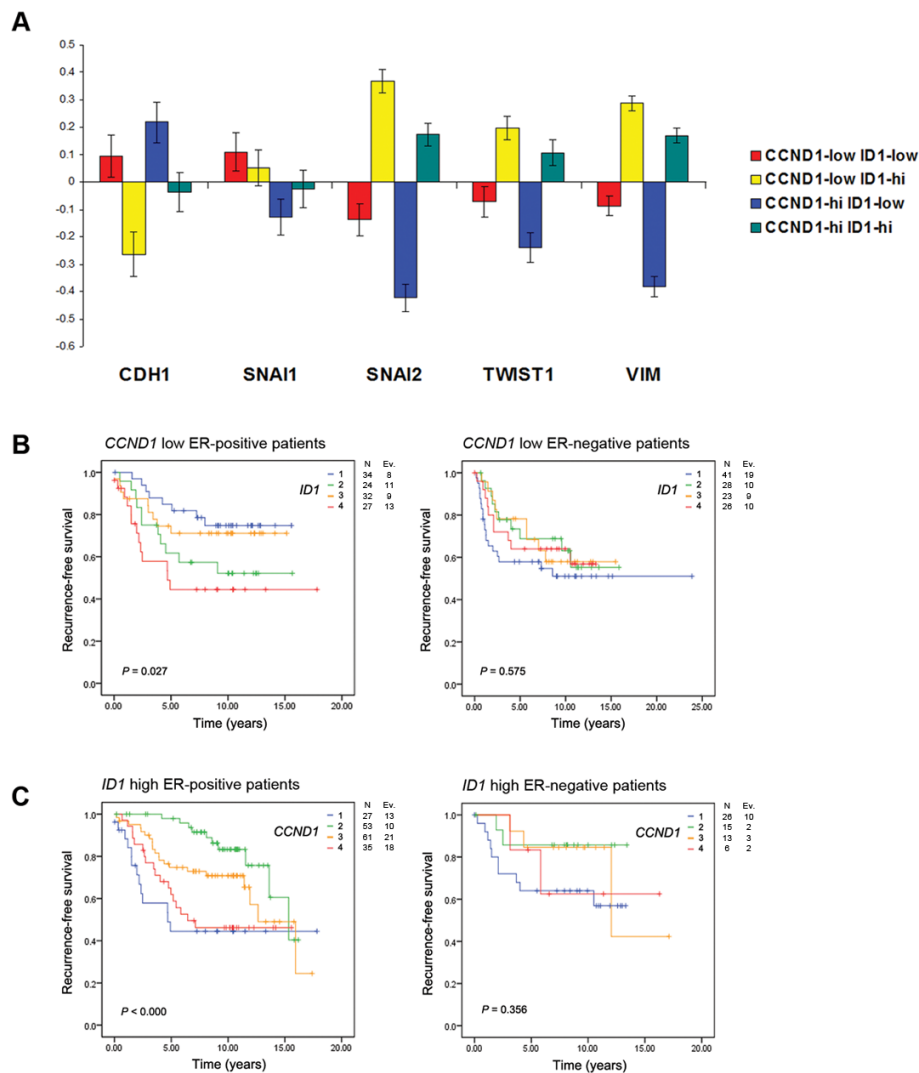 A
0.5
0.4
0.3
0.2
0.1
0
-0.1
-0.2
-0.3
-0.4
-0.5
-0.6
CDH1 SNAI1 SNAI2 TWIST1 VIM
CCND1-low ID1-low
CCND1-low ID1-hi
CCND1-hi ID1-low
CCND1-hi ID1-hi
B
CCND1 low ER-positive patients
N Ev.
1 34 8
2 24 11
3 32 9
4 27 13
ID1
Recurrence-free survival
1.0
0.8
0.6
0.4
0.2
0.0
P = 0.027
0.00 5.00 10.00 15.00 20.00
Time (years)
CCND1 low ER-negative patients
N Ev.
1 41 19
2 28 10
3 23 9
4 26 10
ID1
Recurrence-free survival
1.0
0.8
0.6
0.4
0.2
0.0
P = 0.575
0.00 5.00 10.00 15.00 20.00 25.00
Time (years)
C
ID1 high ER-positive patients
N Ev.
1 27 13
2 53 10
3 61 21
4 35 18
CCND1
Recurrence-free survival
1.0
0.8
0.6
0.4
0.2
0.0
P < 0.000
0.00 5.00 10.00 15.00 20.00
Time (years)
ID1 high ER-negative patients
N Ev.
1 26 10
2 15 2
3 13 3
4 6 2
CCND1
Recurrence-free survival
1.0
0.8
0.6
0.4
0.2
0.0
P = 0.356
0.00 5.00 10.00 15.00 20.00
Time (years)